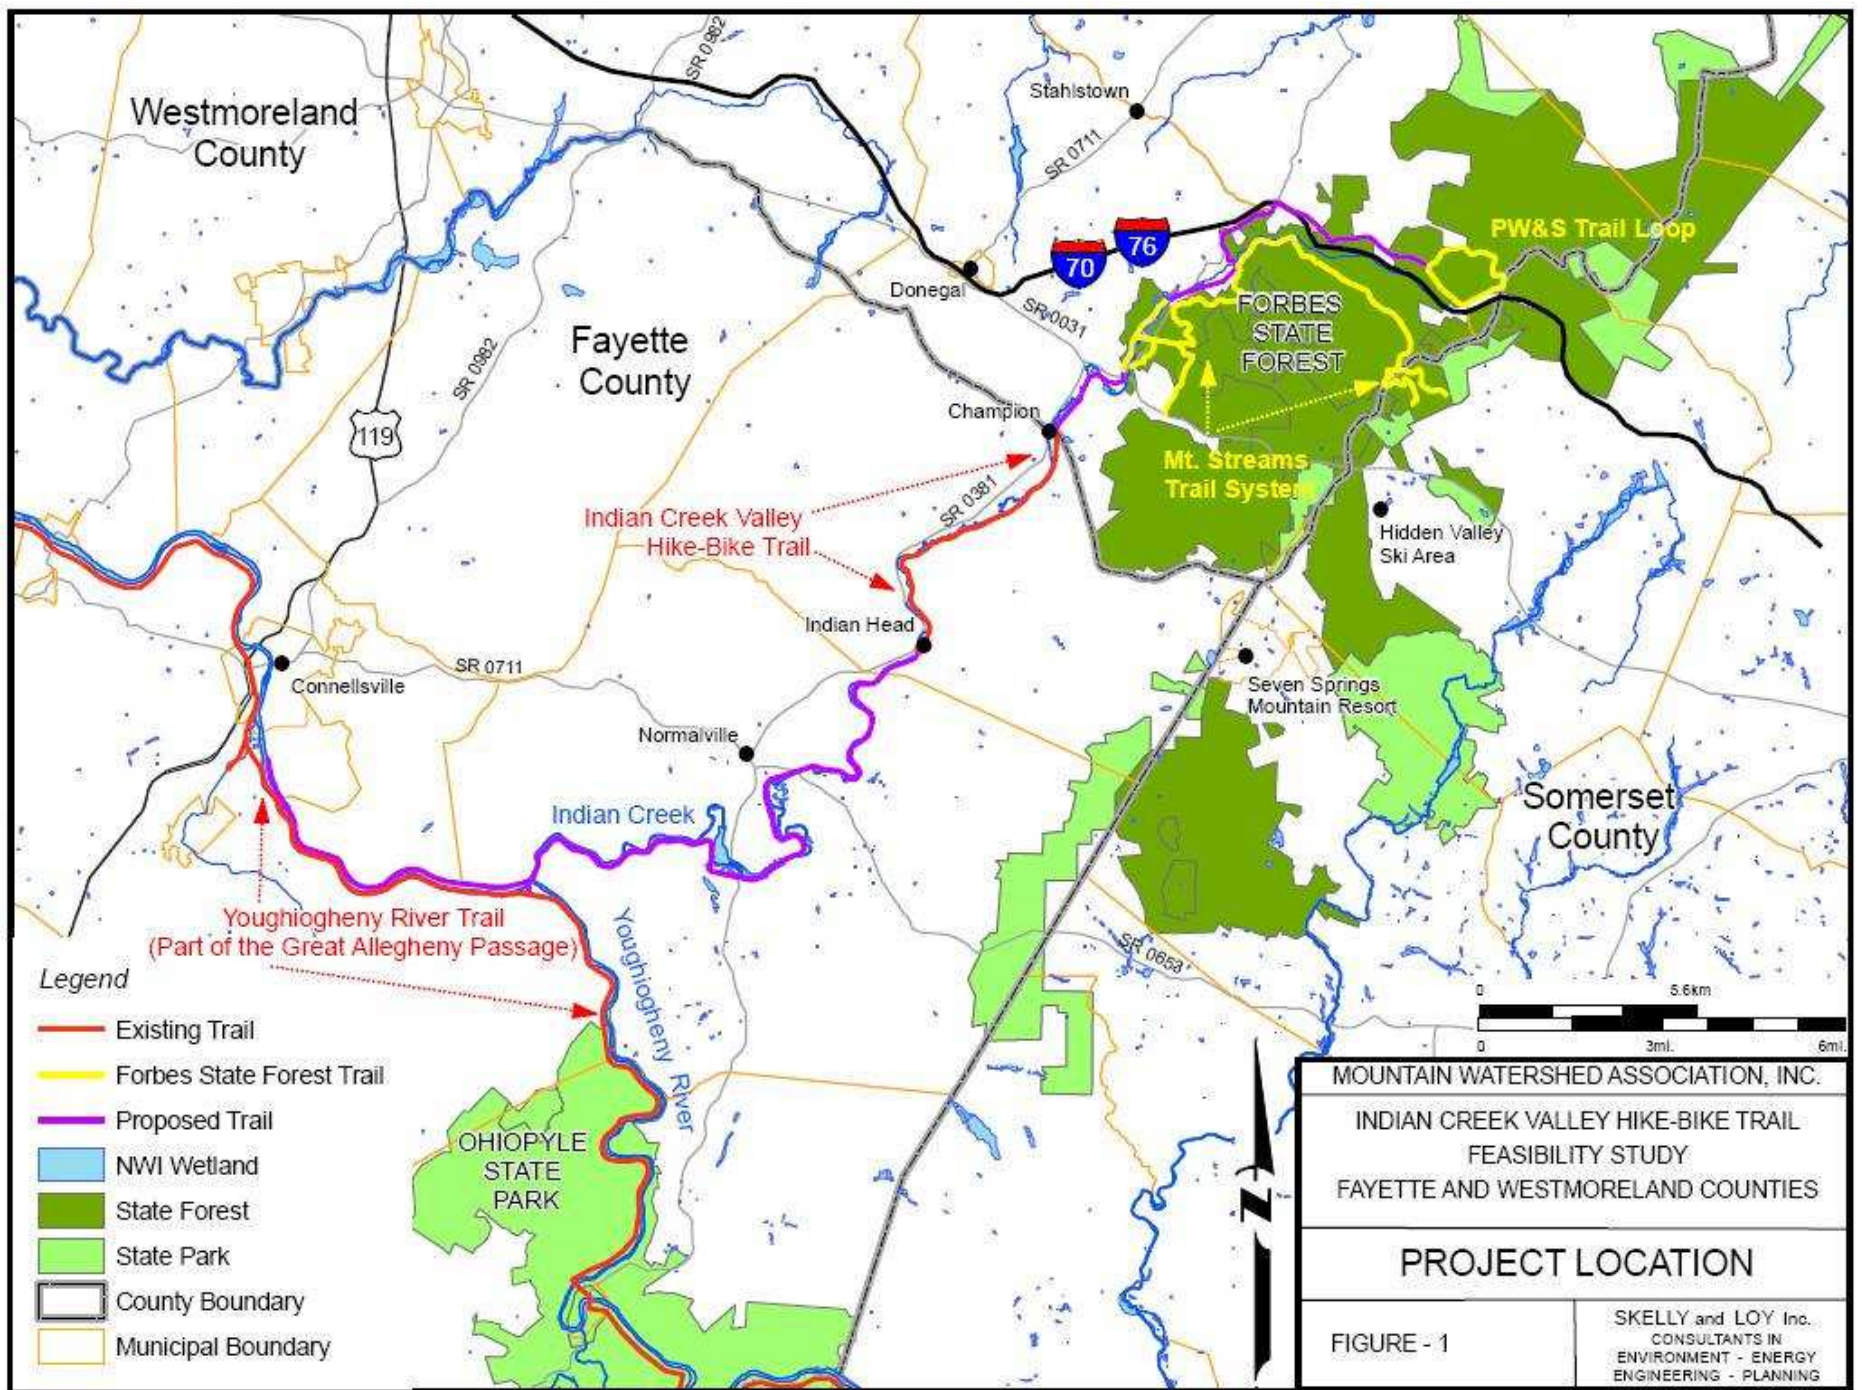 SR 0982
Stahlstown
Westmoreland
County
SR 0711
PW&S Trail Loop
76
70
Donegal
SR 0031
FORBES
STATE
FOREST
Fayette
County
SR 0982
119
Champion
Mt. Streams
Trail System
SR 0381
Indian Creek Valley
Hike-Bike Trail
Hidden Valley
Ski Area
Indian Head
SR 0711
Connellsville
Seven Springs
Mountain Resort
Normalville
Indian Creek
Somerset
County
Youghiogheny River Trail
(Part of the Great Allegheny Passage)
Youghiogheny River
SR 0653
OHIOPYLE
STATE
PARK
Legend
Existing Trail
Forbes State Forest Trail
Proposed Trail
NWI Wetland
State Forest
State Park
County Boundary
Municipal Boundary
0 5.6km
0 3mi. 6mi.
N
MOUNTAIN WATERSHED ASSOCIATION, INC.
INDIAN CREEK VALLEY HIKE-BIKE TRAIL
FEASIBILITY STUDY
FAYETTE AND WESTMORELAND COUNTIES
PROJECT LOCATION
FIGURE - 1
SKELLY and LOY Inc.
CONSULTANTS IN
ENVIRONMENT - ENERGY
ENGINEERING - PLANNING